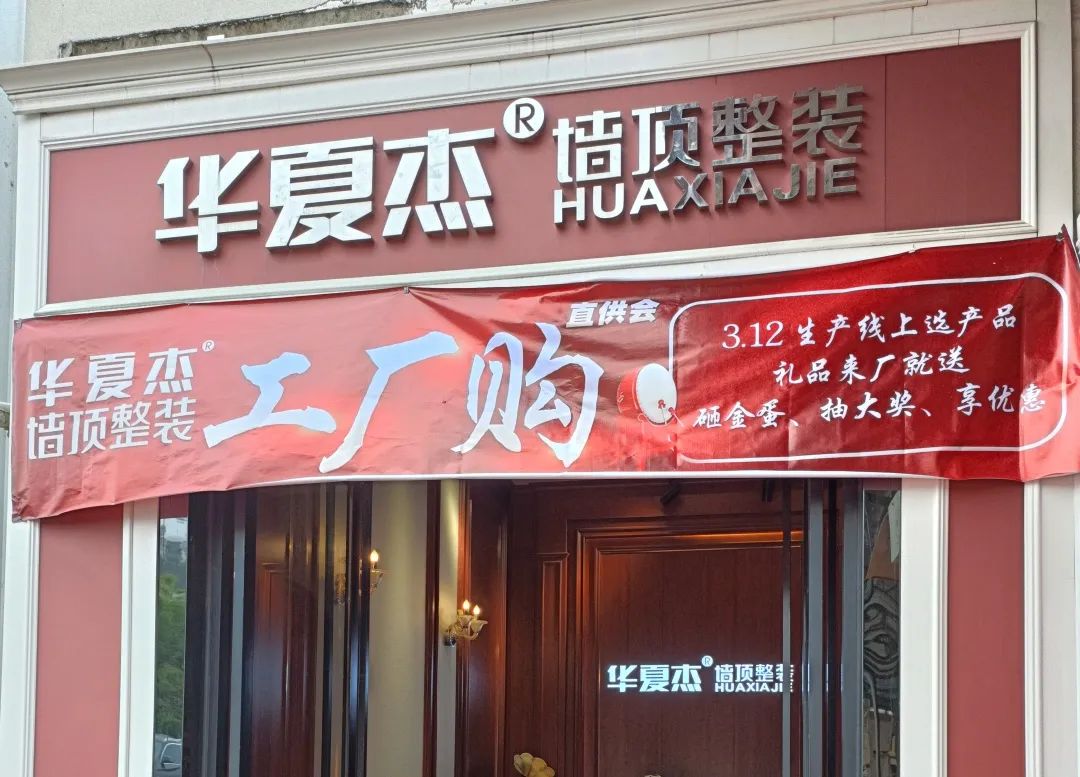 华夏杰® 墙顶整装
HUAXIAJIE
华夏杰®
墙顶整装
工厂购
直供会
3.12 生产线上选产品
礼品来厂就送
砸金蛋、抽大奖、享优惠
华夏杰® 墙顶整装
HUAXIAJIE